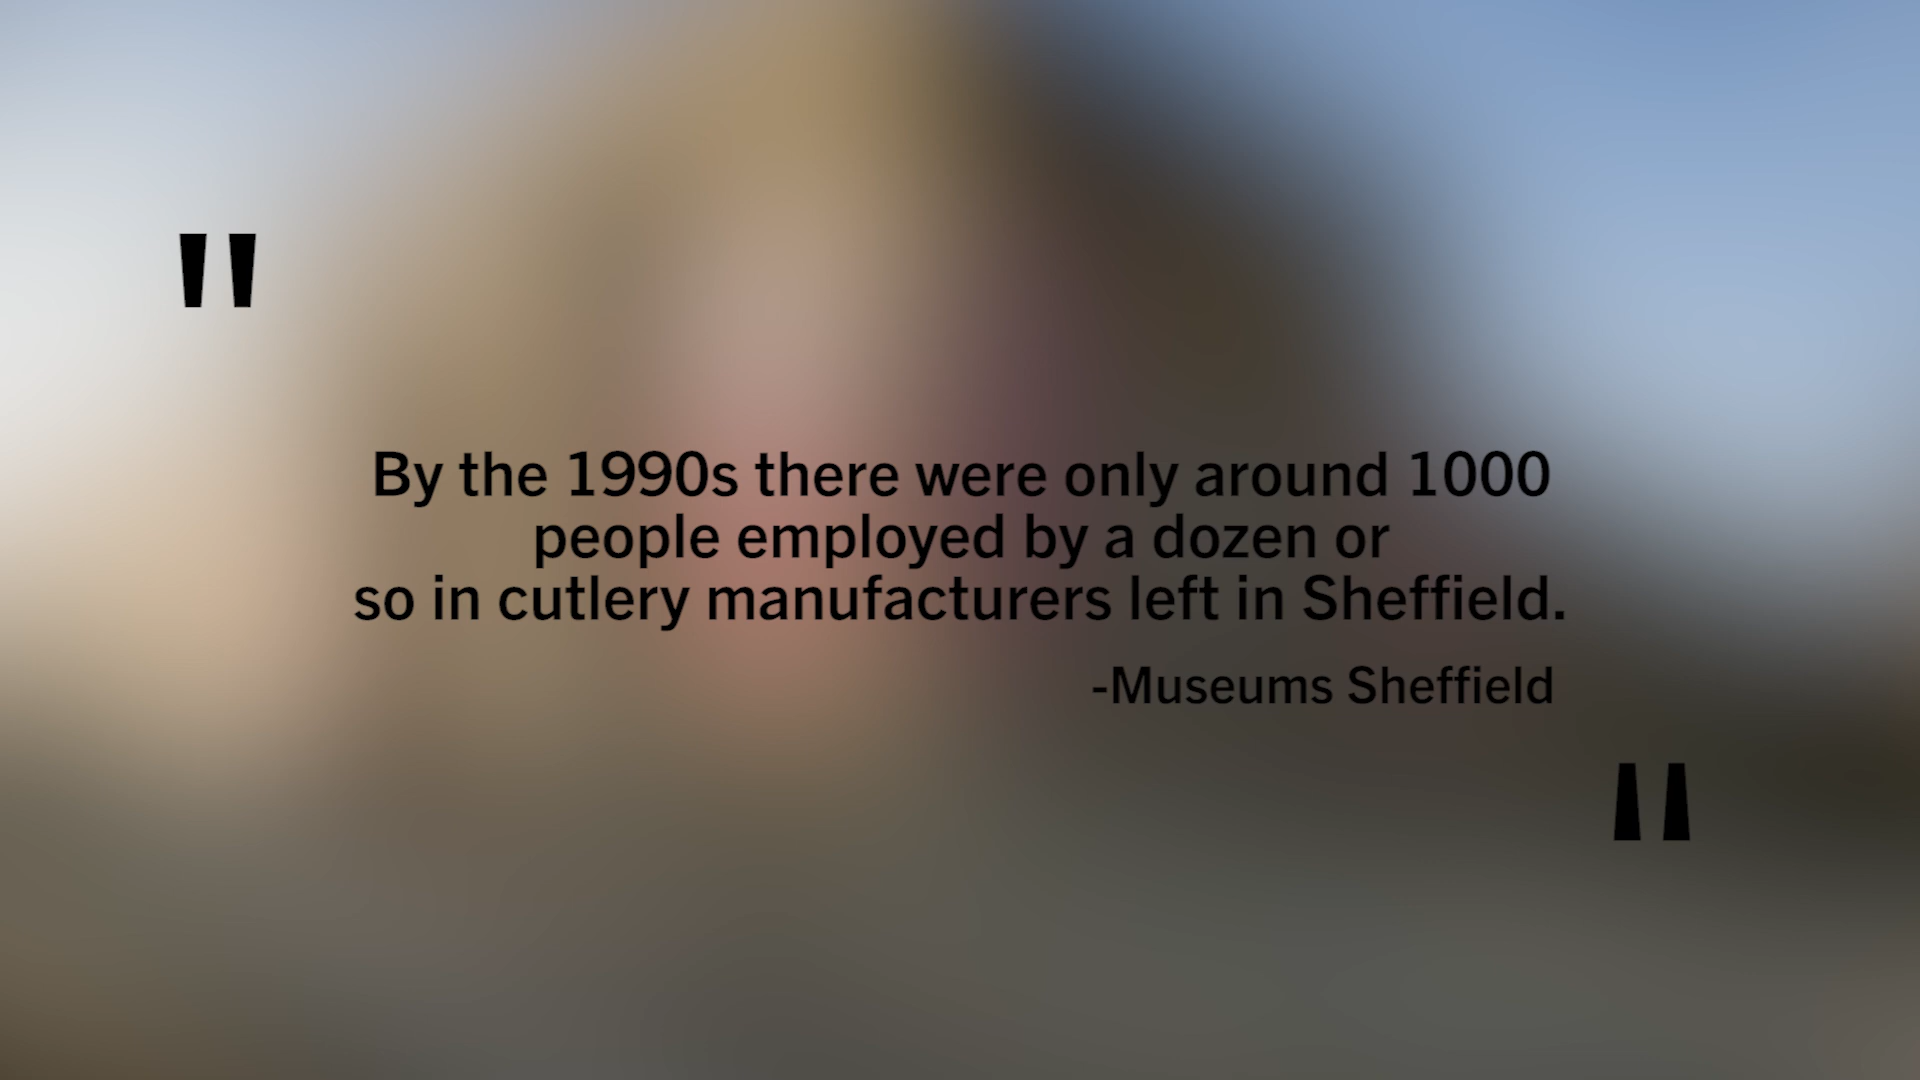 "
By the 1990s there were only around 1000
people employed by a dozen or
so in cutlery manufacturers left in Sheffield.
-Museums Sheffield
"